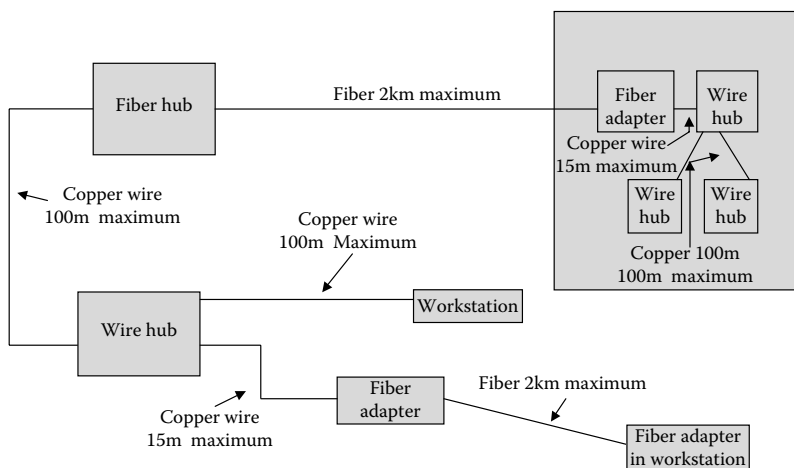 Fiber hub
Fiber 2km maximum
Fiber
adapter
Wire
hub
Copper wire
15m maximum
Wire
hub
Wire
hub
Copper 100m
100m maximum
Copper wire
100m maximum
Copper wire
100m Maximum
Wire hub
Workstation
Copper wire
15m maximum
Fiber
adapter
Fiber 2km maximum
Fiber adapter
in workstation